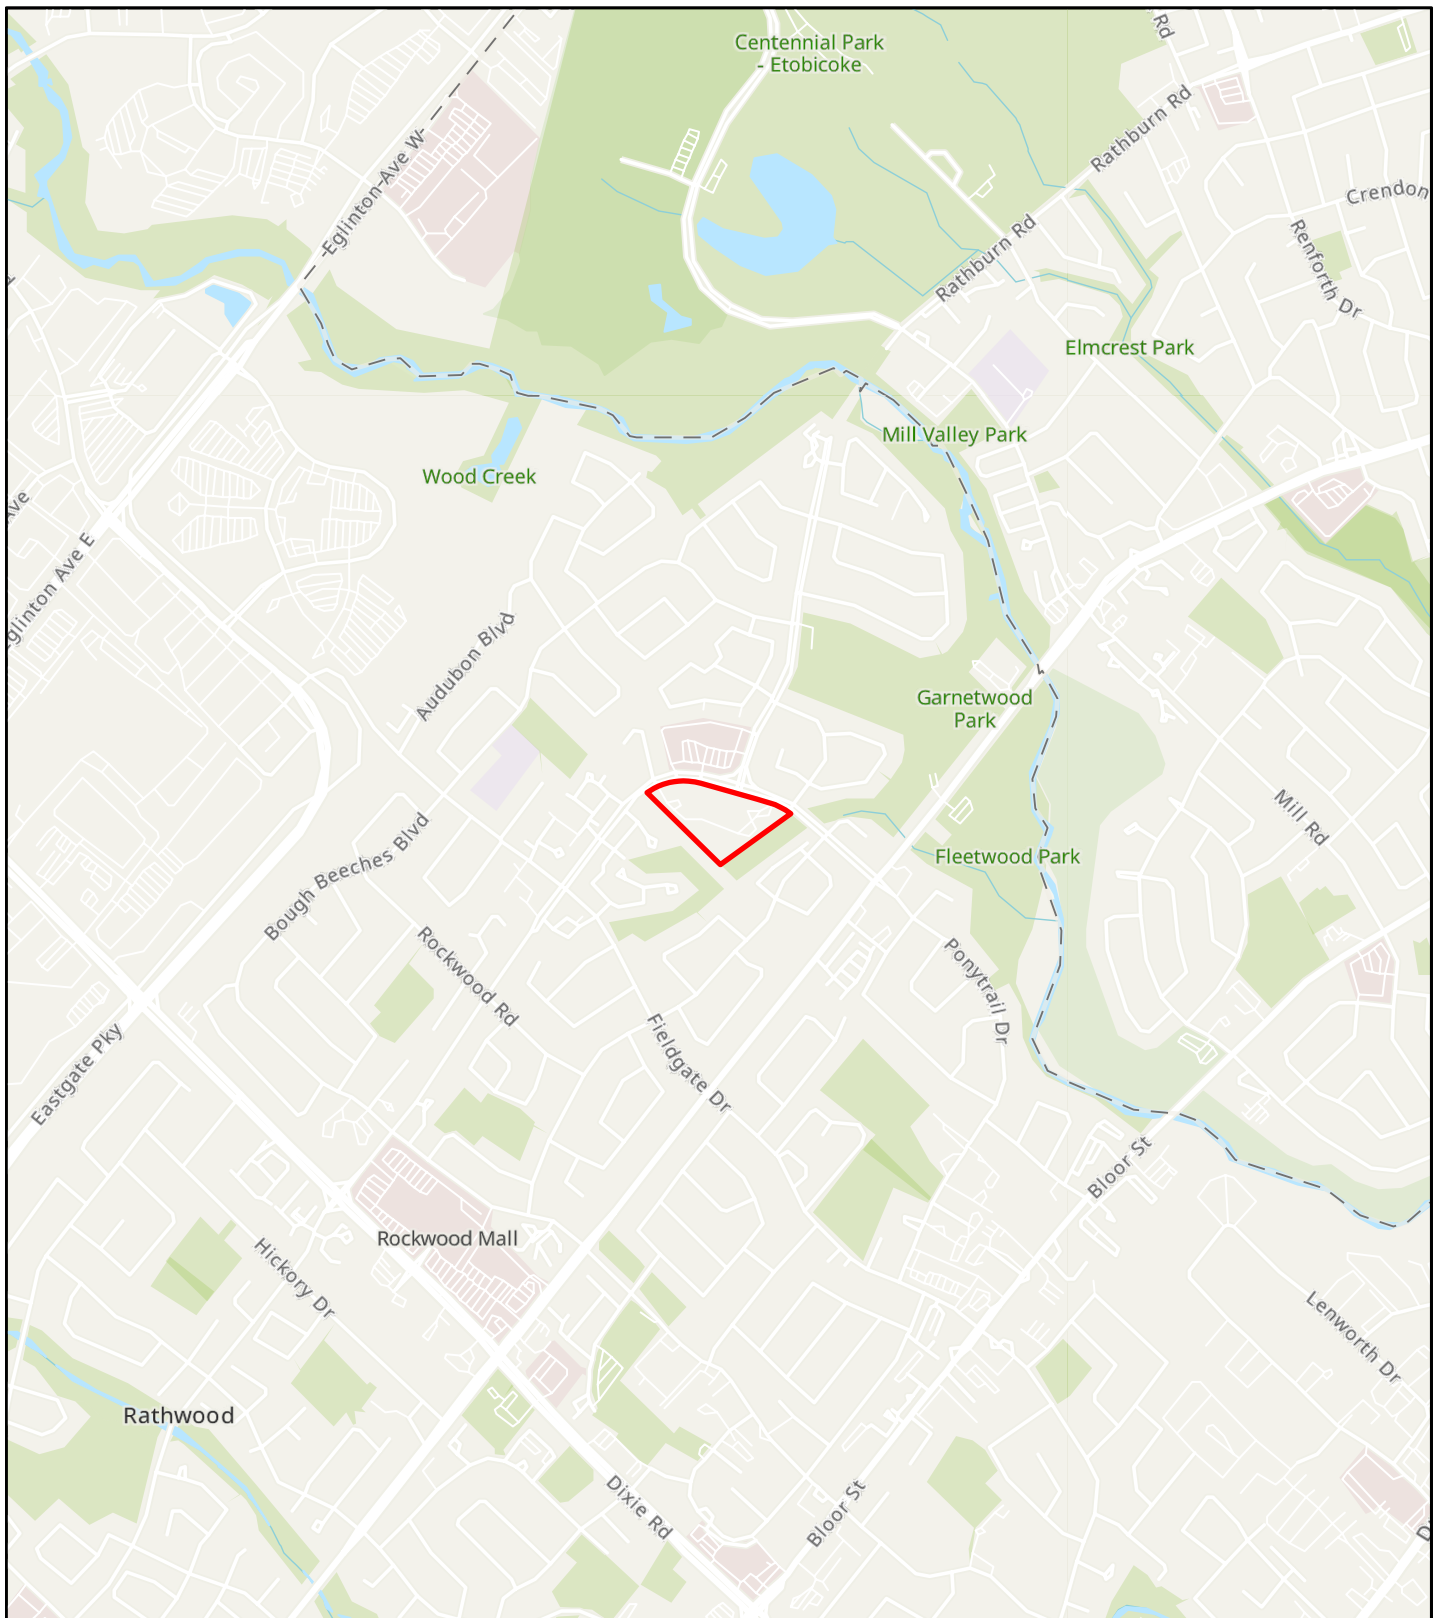 Rd
Centennial Park
- Etobicoke
Rathburn Rd
Eglinton Ave W
Crendon
Rathburn Rd
Renforth Dr
Elmcrest Park
Mill Valley Park
Wood Creek
Ave
Eglinton Ave E
Audubon Blvd
Garnetwood
Park
Mill Rd
Bough Beeches Blvd
Fleetwood Park
Rockwood Rd
Ponytrail Dr
Fieldgate Dr
Eastgate Pky
Bloor St
Rockwood Mall
Hickory Dr
Lenworth Dr
Rathwood
Dixie Rd
Bloor St